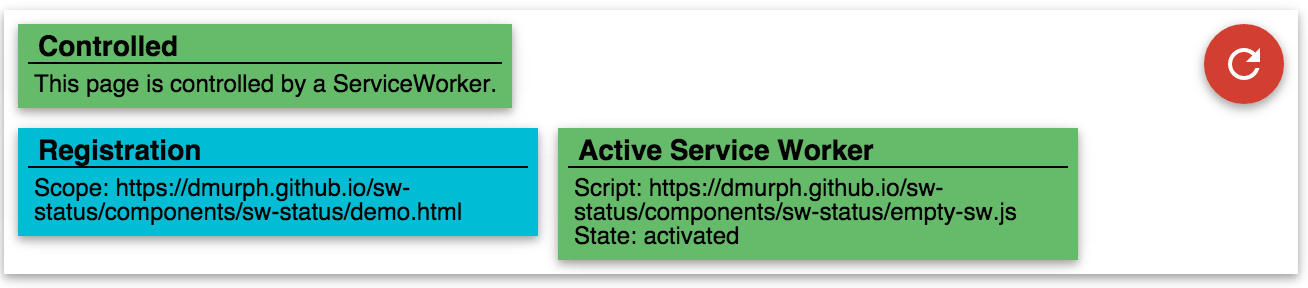 Controlled
This page is controlled by a ServiceWorker.
Registration
Scope: https://dmurph.github.io/sw-
status/components/sw-status/demo.html
Active Service Worker
Script: https://dmurph.github.io/sw-
status/components/sw-status/empty-sw.js
State: activated